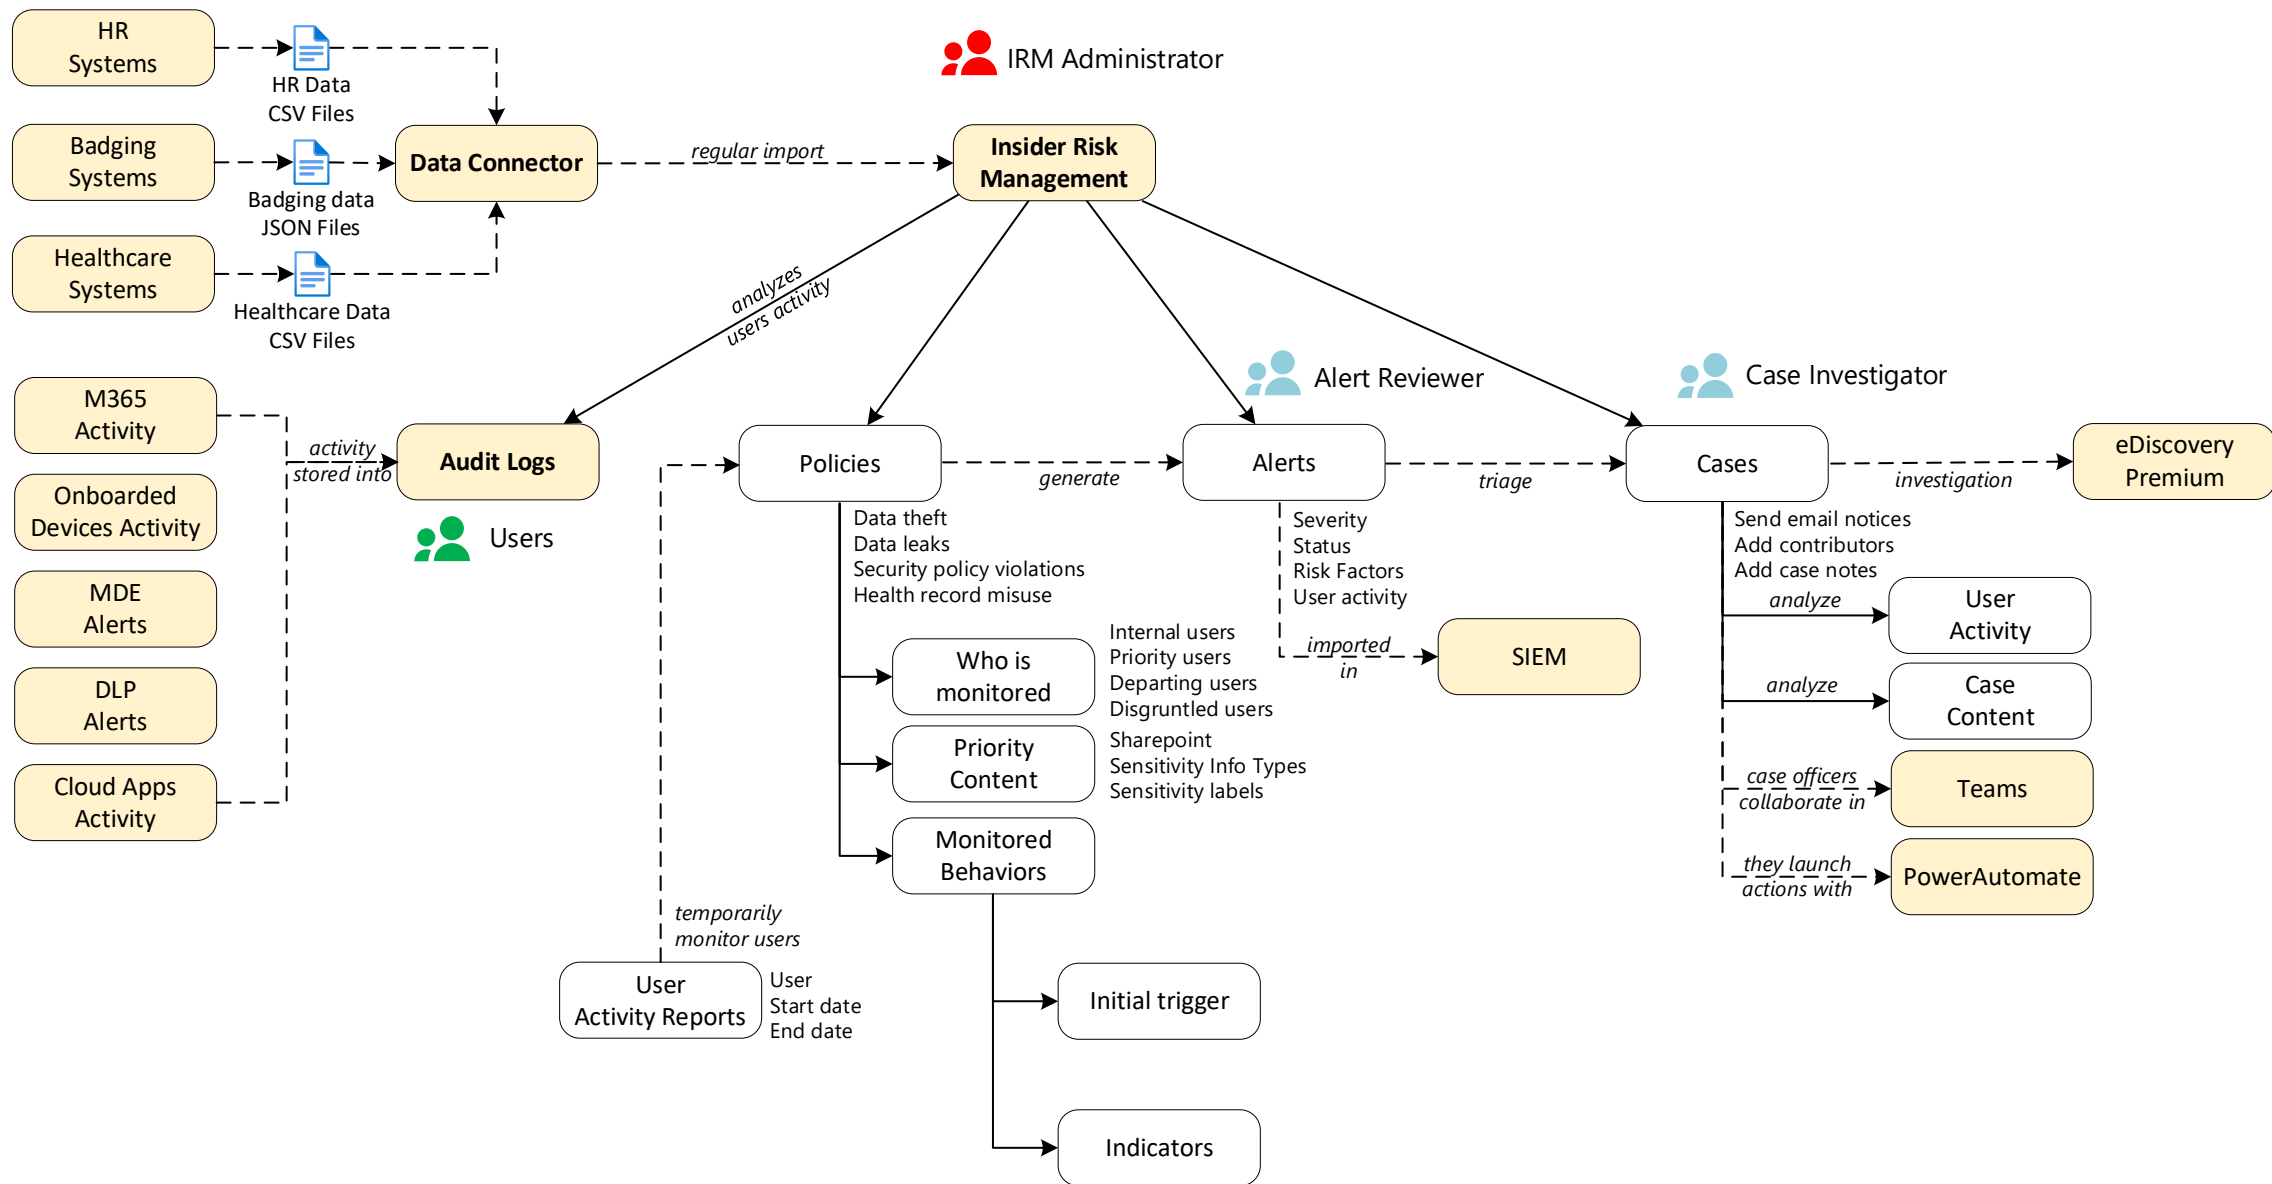 HR
Systems
HR Data
CSV Files
IRM Administrator
Badging
Systems
Badging data
JSON Files
Data Connector
regular import
Insider Risk
Management
Healthcare
Systems
Healthcare Data
CSV Files
analyzes
users activity
Alert Reviewer
Case Investigator
M365
Activity
Onboarded
Devices Activity
MDE
Alerts
DLP
Alerts
Cloud Apps
Activity
activity
stored into
Audit Logs
Users
Policies
generate
Alerts
triage
Cases
investigation
eDiscovery
Premium
Data theft
Data leaks
Security policy violations
Health record misuse
Severity
Status
Risk Factors
User activity
Send email notices
Add contributors
Add case notes
Who is
monitored
Internal users
Priority users
Departing users
Disgruntled users
imported
in
SIEM
analyze
User
Activity
analyze
Case
Content
Priority
Content
Sharepoint
Sensitivity Info Types
Sensitivity labels
case officers
collaborate in
Teams
Monitored
Behaviors
they launch
actions with
PowerAutomate
temporarily
monitor users
User
Activity Reports
User
Start date
End date
Initial trigger
Indicators